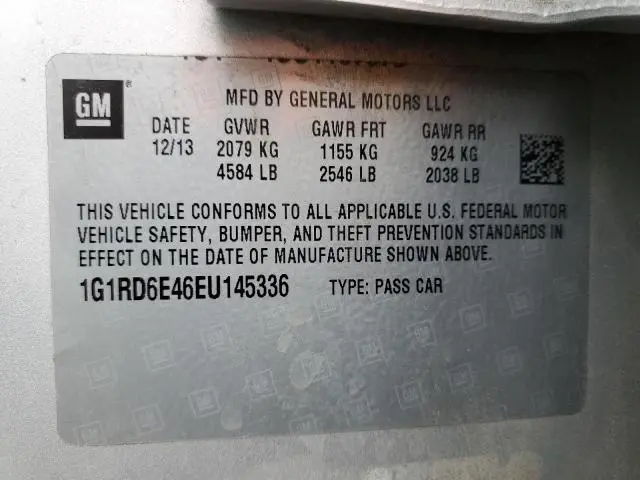 GM
MFD BY GENERAL MOTORS LLC
DATE GVWR GAWR FRT GAWR RR
12/13 2079 KG 1155 KG 924 KG
4584 LB 2546 LB 2038 LB
THIS VEHICLE CONFORMS TO ALL APPLICABLE U.S. FEDERAL MOTOR
VEHICLE SAFETY, BUMPER, AND THEFT PREVENTION STANDARDS IN
EFFECT ON THE DATE OF MANUFACTURE SHOWN ABOVE.
1G1RD6E46EU145336 TYPE: PASS CAR